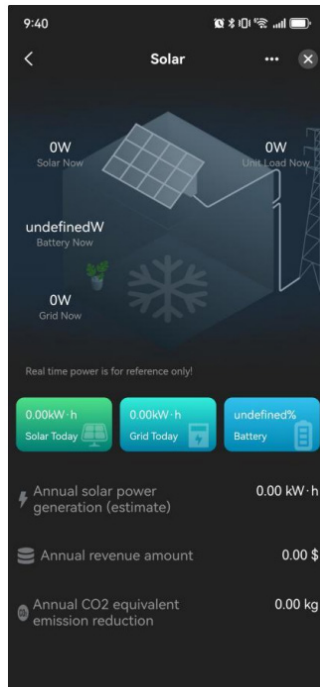 9:40
Solar
0W
Solar Now
0W
Unit Load Now
undefinedW
Battery Now
0W
Grid Now
Real time power is for reference only!
0.00kW·h
Solar Today
0.00kW·h
Grid Today
undefined%
Battery
Annual solar power
generation (estimate)
0.00 kW·h
Annual revenue amount
0.00 $
Annual CO2 equivalent
emission reduction
0.00 kg